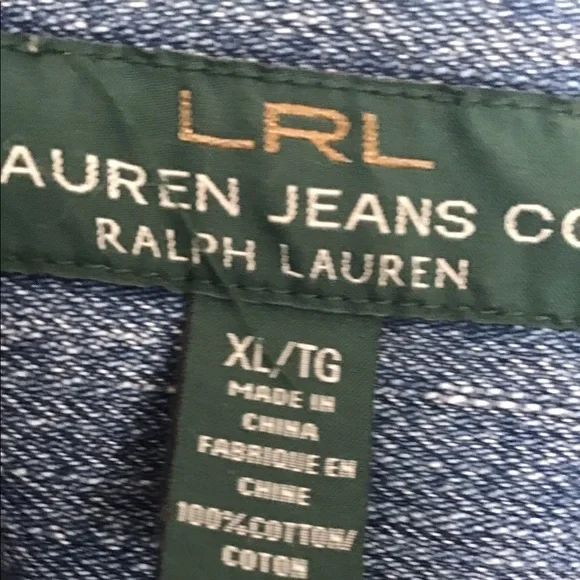 LRL
AUREN JEANS CO
RALPH LAUREN
XL/TG
MADE IN
CHINA
FABRIQUE EN
CHINE
100%COTTON/
COTON